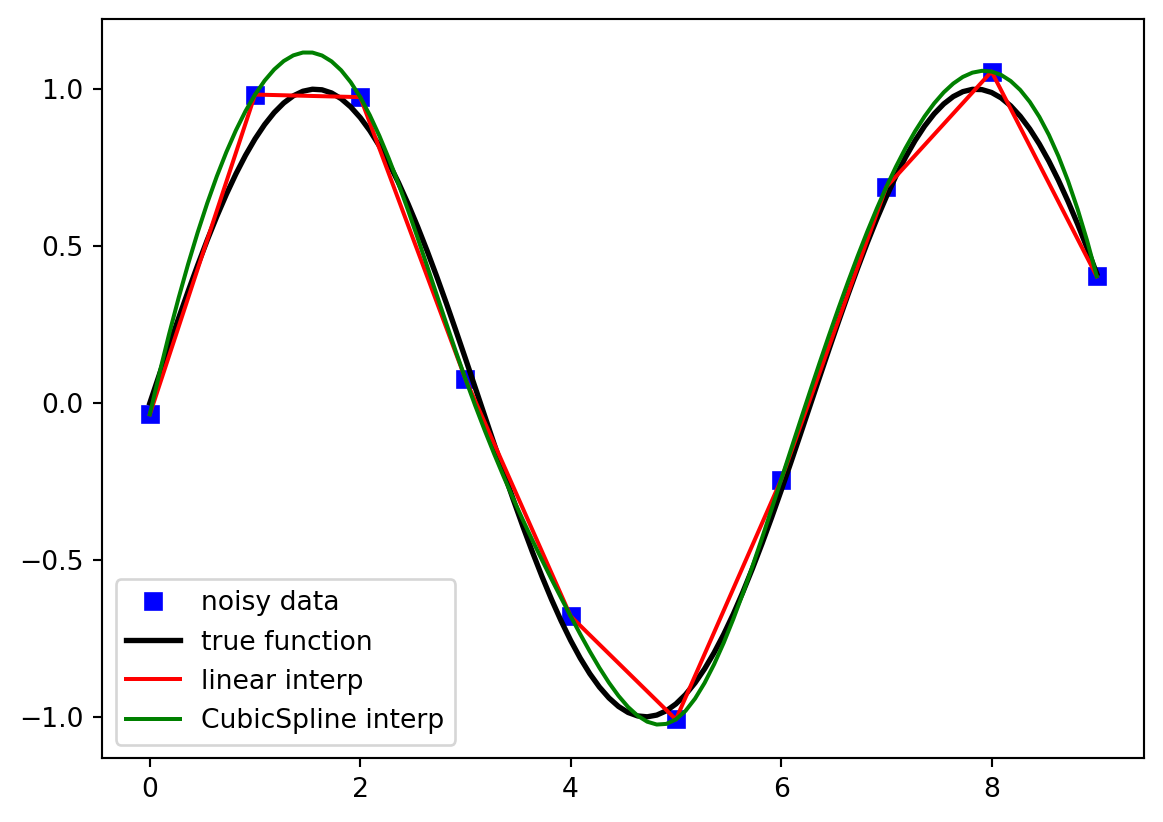 1.0
0.5
0.0
−0.5
−1.0
noisy data
true function
linear interp
CubicSpline interp
0 2 4 6 8